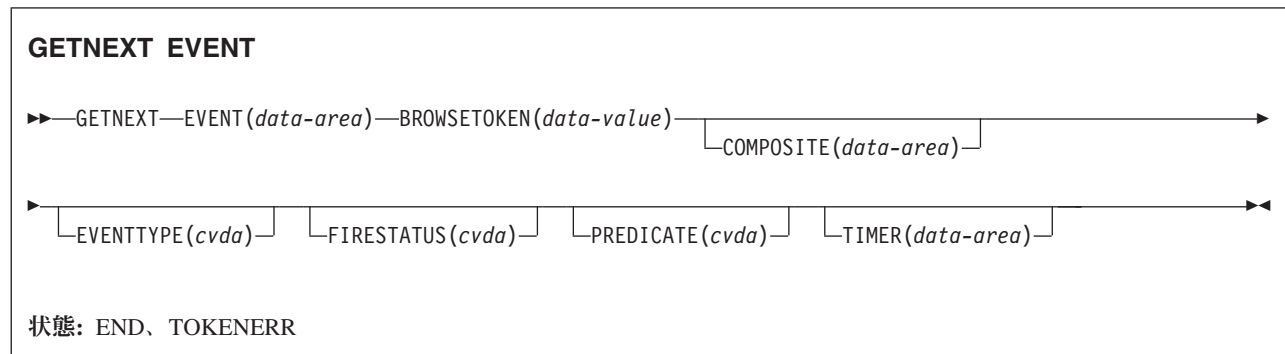 GETNEXT EVENT
GETNEXT EVENT(data-area) BROWSETOKEN(data-value)
COMPOSITE(data-area)
EVENTTYPE(cvda) FIRESTATUS(cvda) PREDICATE(cvda) TIMER(data-area)
状態: END、TOKENERR